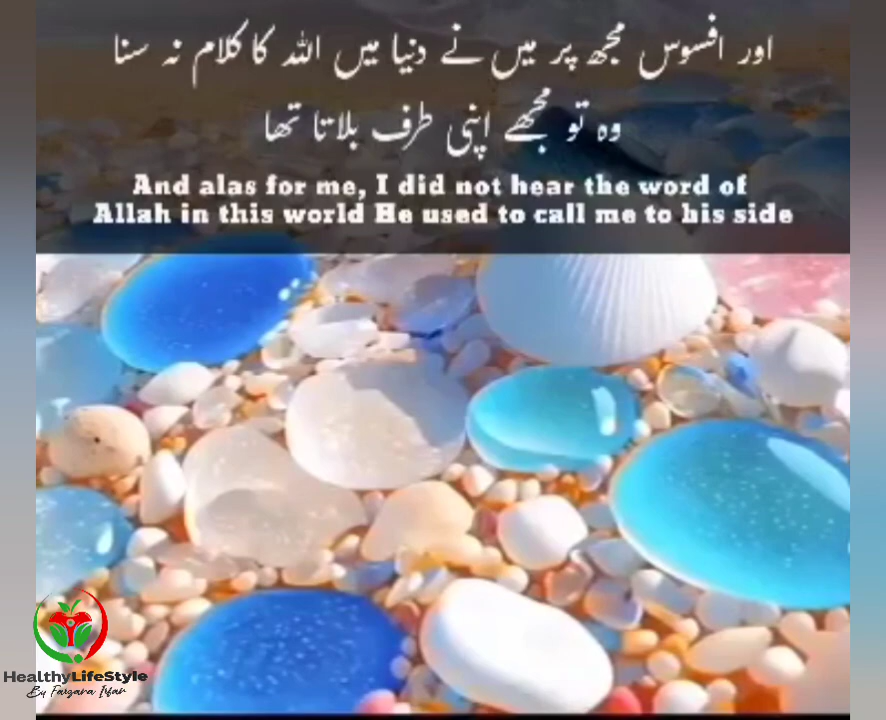 اور افسوس مجھ پر میں نے دنیا میں اللہ کا کلام نہ سنا
وہ تو مجھے اپنی طرف بلاتا تھا
And alas for me, I did not hear the word of
Allah in this world He used to call me to his side
HealthyLifeStyle
By Farzana Irfan